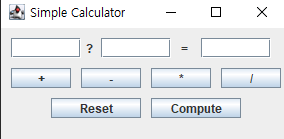 Simple Calculator
? =
+ - * /
Reset Compute